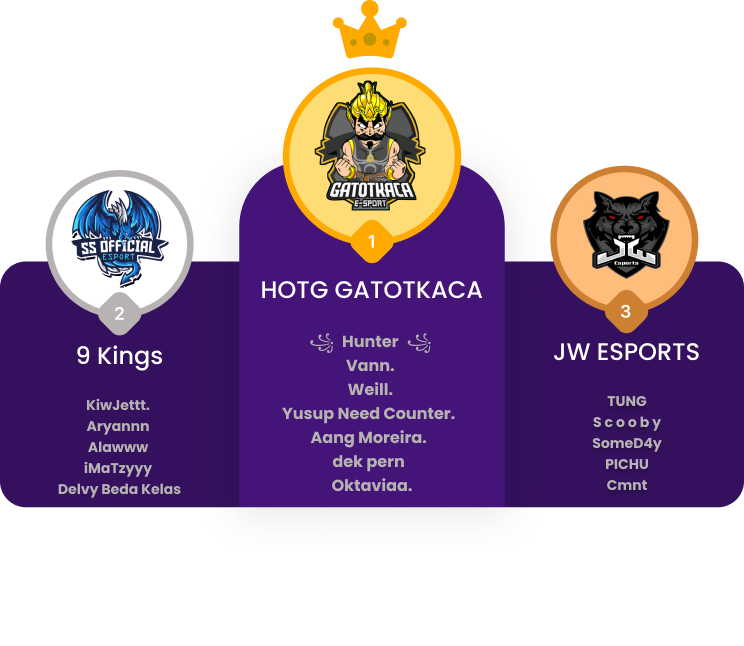 GATOTKACA
E-SPORT
1
HOTG GATOTKACA
꧁ Hunter ꧂
Vann.
Weill.
Yusup Need Counter.
Aang Moreira.
dek pern
Oktaviaa.
SS OFFICIAL
ESPORT
2
9 Kings
KiwJettt.
Aryannn
Alawww
iMaTzyyy
Delvy Beda Kelas
JW
Esports
3
JW ESPORTS
TUNG
S c o o b y
SomeD4y
PICHU
Cmnt